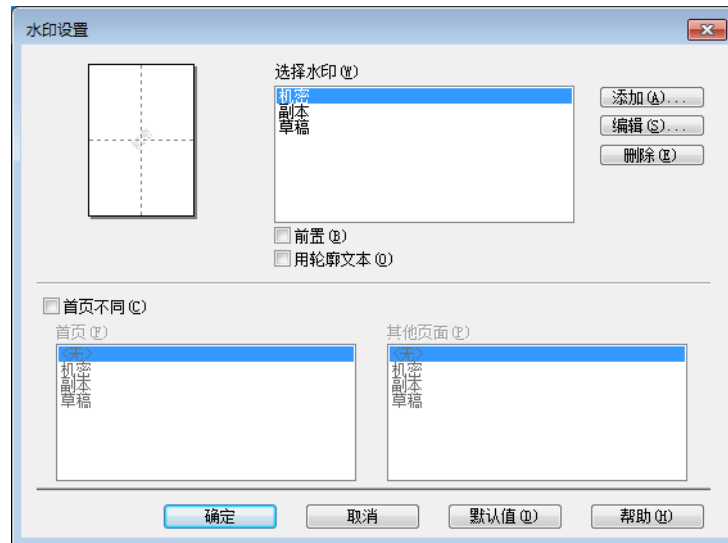 水印设置
选择水印(W)
机密
副本
草稿
添加(A)...
编辑(S)...
删除(E)
前置(B)
用轮廓文本(O)
首页不同(C)
首页(F)
<无>
机密
副本
草稿
其他页面(P)
<无>
机密
副本
草稿
确定
取消
默认值(D)
帮助(H)